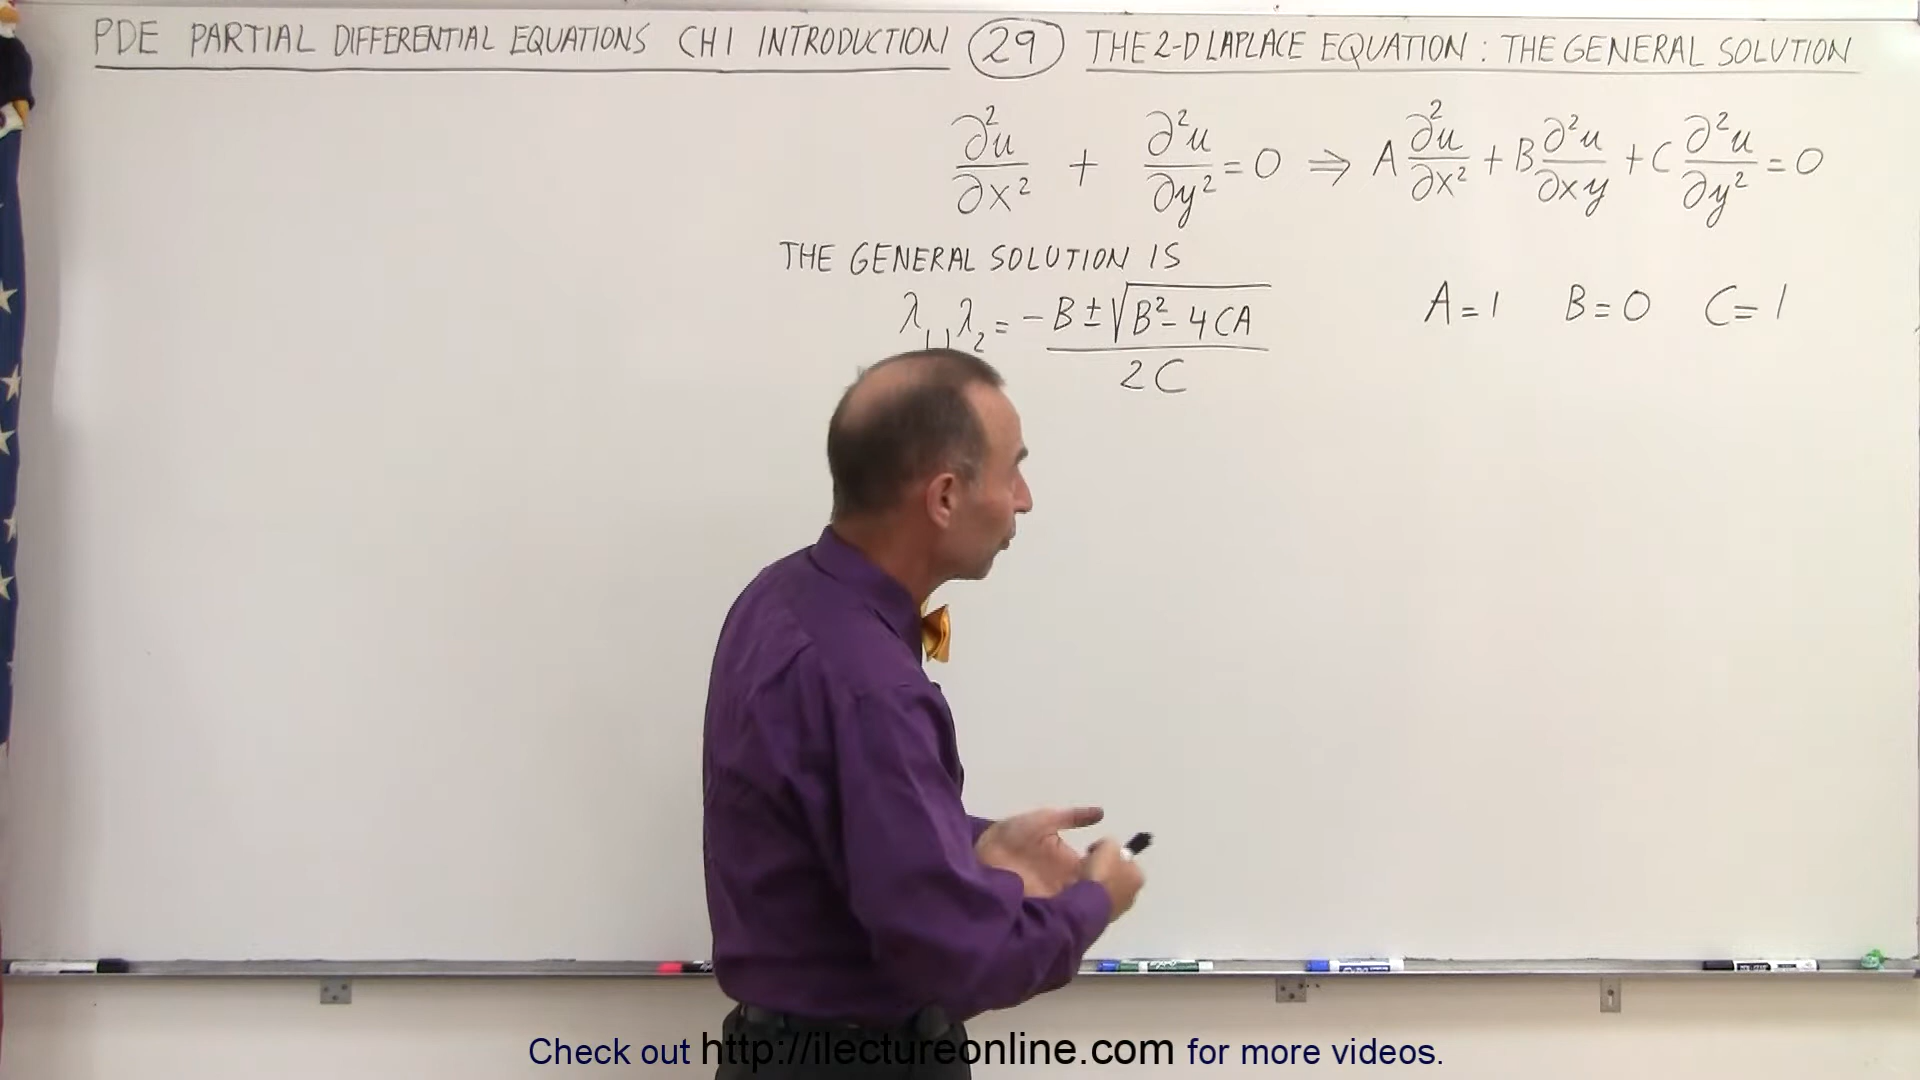 PDE PARTIAL DIFFERENTIAL EQUATIONS CH 1 INTRODUCTION 29 THE 2-D LAPLACE EQUATION : THE GENERAL SOLUTION
∂²u/∂x² + ∂²u/∂y² = 0 ⇒ A ∂²u/∂x² + B ∂²u/∂xy + C ∂²u/∂y² = 0
THE GENERAL SOLUTION IS
λ₁, λ₂ = -B ± √(B² - 4CA) / 2C A = 1 B = 0 C = 1
Check out http://ilectureonline.com for more videos.